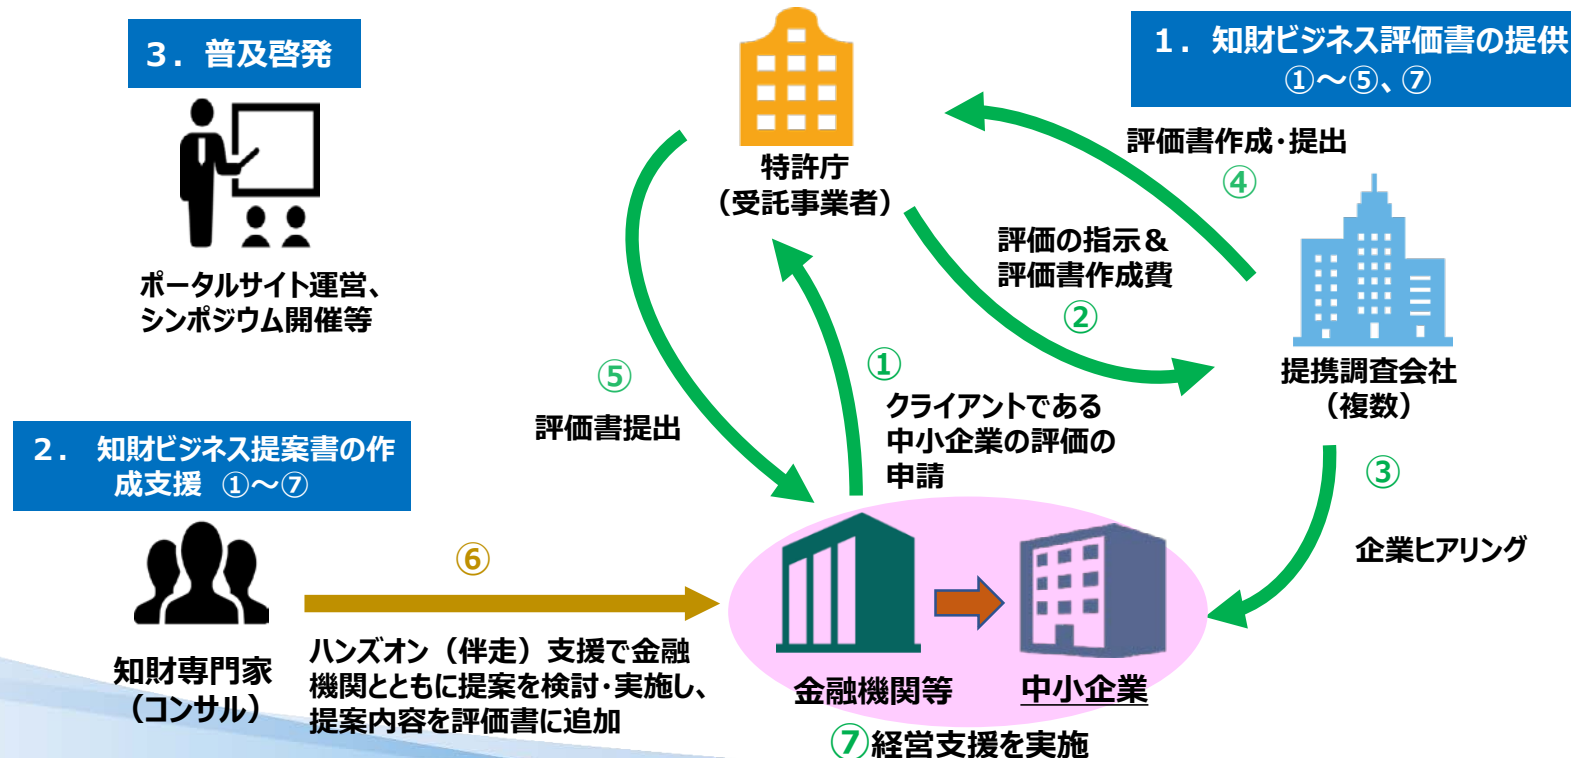 ３．普及啓発
ポータルサイト運営、
シンポジウム開催等
特許庁
（受託事業者）
１．知財ビジネス評価書の提供
①～⑤、⑦
評価書作成・提出
④
評価の指示＆
評価書作成費
②
提携調査会社
（複数）
①
クライアントである
中小企業の評価の
申請
⑤
評価書提出
③
企業ヒアリング
２．　知財ビジネス提案書の作
成支援　①～⑦
知財専門家
（コンサル）
⑥
ハンズオン（伴走）支援で金融
機関とともに提案を検討・実施し、
提案内容を評価書に追加
金融機関等
中小企業
⑦経営支援を実施